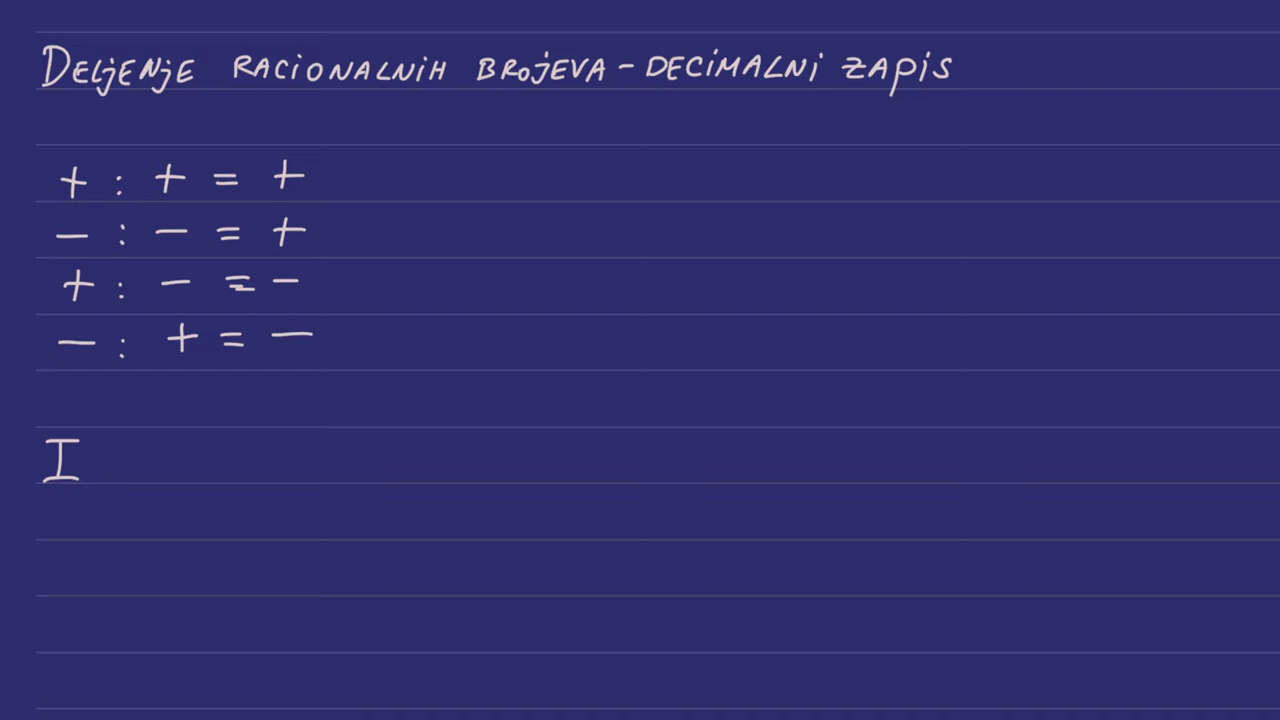 DELJENJE RACIONALNIH BROJEVA - DECIMALNI ZAPIS
+ : + = +
- : - = +
+ : - = -
- : + = -
I